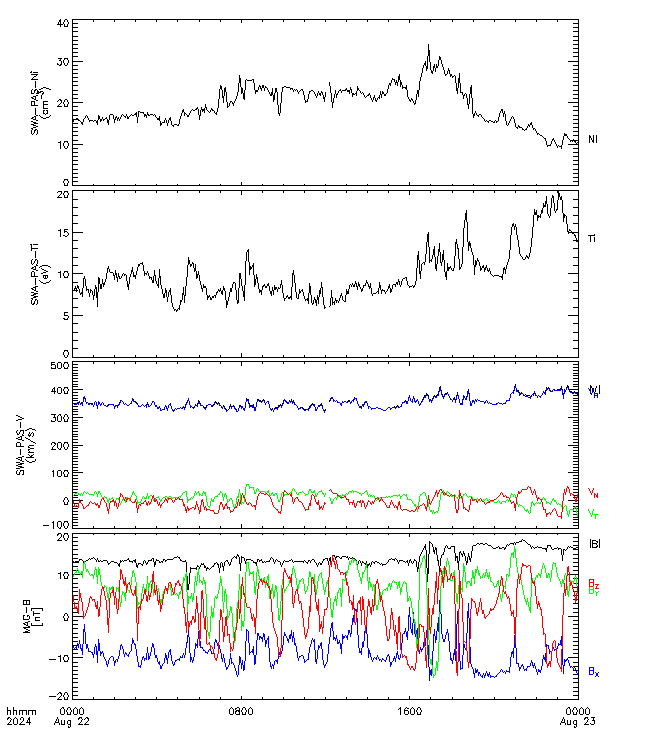 SWA-PAS-Ni
(cm⁻³)
40
30
20
10
0
NI
SWA-PAS-Ti
(eV)
20
15
10
5
0
Ti
SWA-PAS-V
(km/s)
500
400
300
200
100
0
-100
|V|
V_R
V_N
V_T
MAG-B
[nT]
20
10
0
-10
-20
|B|
B_Z
B_Y
B_X
hhmm 0000 0800 1600 0000
2024 Aug 22 Aug 23